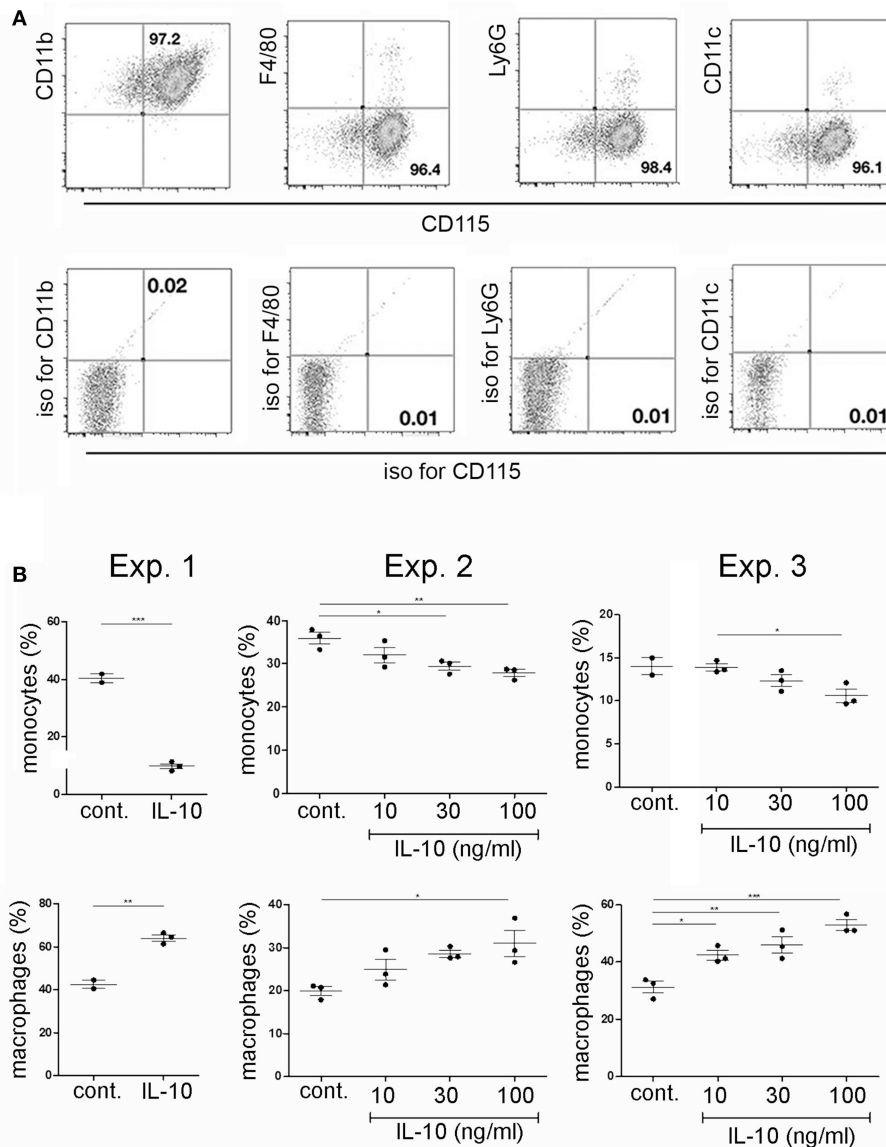 A
CD11b
97.2
F4/80
96.4
Ly6G
98.4
CD11c
96.1
CD115
iso for CD11b
0.02
iso for F4/80
0.01
iso for Ly6G
0.01
iso for CD11c
0.01
iso for CD115
B
Exp. 1
Exp. 2
Exp. 3
monocytes (%)
60
40
20
0
***
cont. IL-10
monocytes (%)
40
30
20
10
0
**
*
cont. 10 30 100
IL-10 (ng/ml)
monocytes (%)
20
15
10
5
0
*
cont. 10 30 100
IL-10 (ng/ml)
macrophages (%)
80
60
40
20
0
**
cont. IL-10
macrophages (%)
40
30
20
10
0
*
cont. 10 30 100
IL-10 (ng/ml)
macrophages (%)
60
40
20
0
***
**
*
cont. 10 30 100
IL-10 (ng/ml)